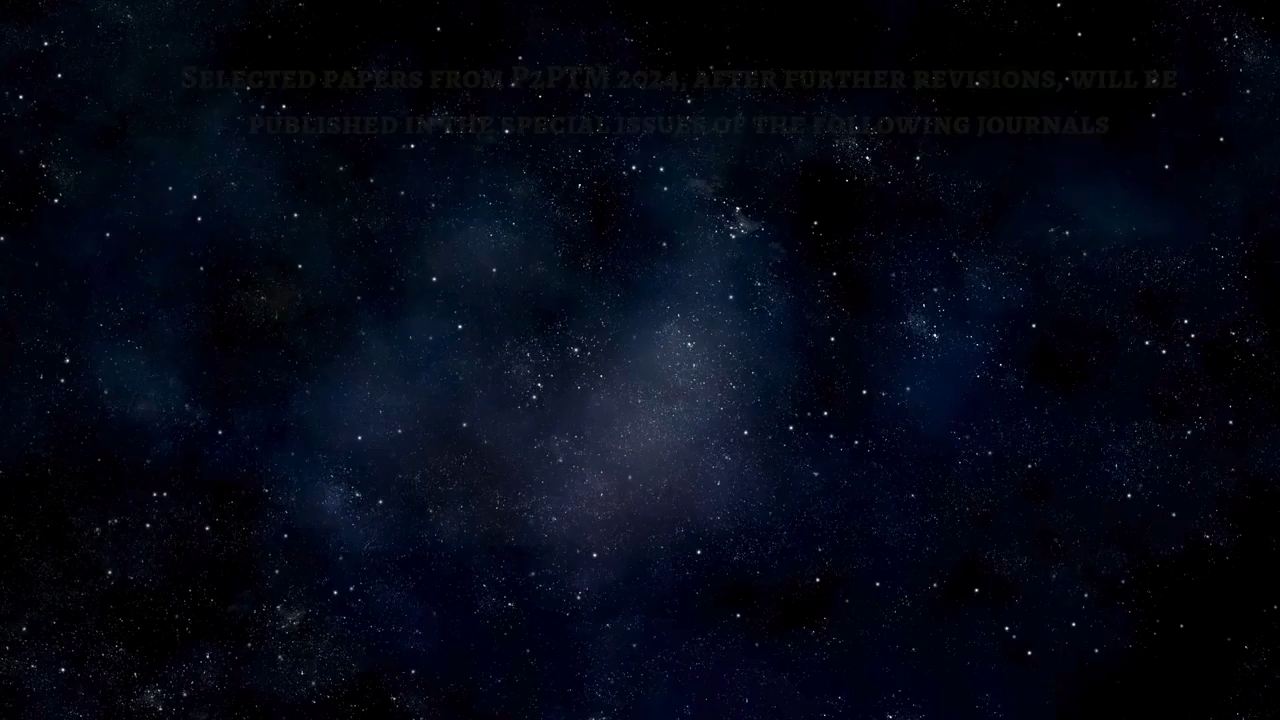 Selected papers from P2PTM 2024, after further revisions, will be
published in the special issues of the following journals